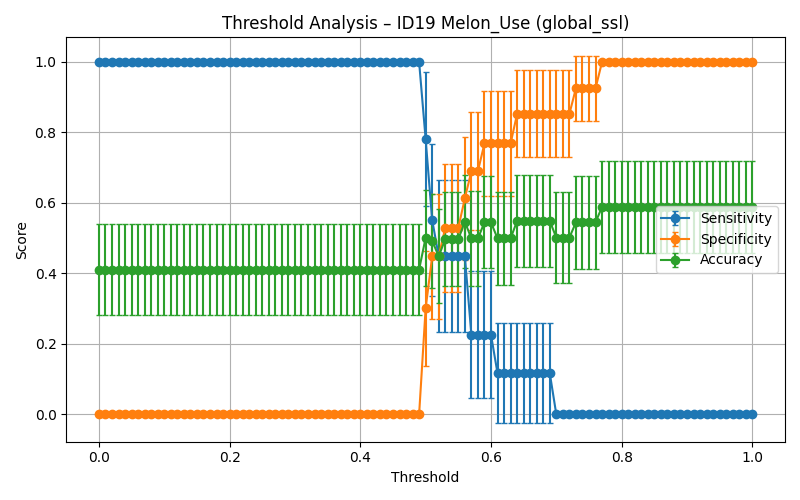 Threshold Analysis – ID19 Melon_Use (global_ssl)
Score
1.0
0.8
0.6
0.4
0.2
0.0
Sensitivity
Specificity
Accuracy
0.0 0.2 0.4 0.6 0.8 1.0
Threshold